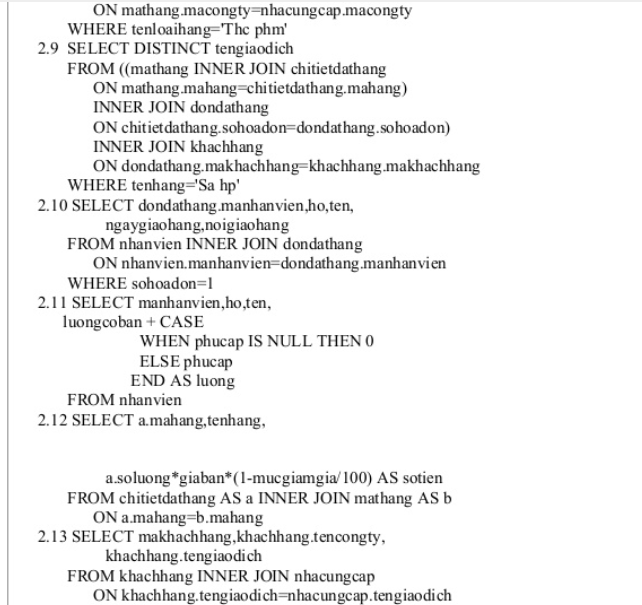 ON mathang.macongty=nhacungcap.macongty
WHERE tenloaihang='Thc phm'
2.9 SELECT DISTINCT tengiaodich
FROM ((mathang INNER JOIN chitietdathang
ON mathang.mahang=chitietdathang.mahang)
INNER JOIN dondathang
ON chitietdathang.sohoadon=dondathang.sohoadon)
INNER JOIN khachhang
ON dondathang.makhachhang=khachhang.makhachhang
WHERE tenhang='Sa hp'
2.10 SELECT dondathang.manhanvien,ho,ten,
ngaygiaohang,noigiaohang
FROM nhanvien INNER JOIN dondathang
ON nhanvien.manhanvien=dondathang.manhanvien
WHERE sohoadon=1
2.11 SELECT manhanvien,ho,ten,
luongcoban + CASE
WHEN phucap IS NULL THEN 0
ELSE phucap
END AS luong
FROM nhanvien
2.12 SELECT a.mahang,tenhang,
a.soluong*giaban*(1-mucgiamgia/100) AS sotien
FROM chitietdathang AS a INNER JOIN mathang AS b
ON a.mahang=b.mahang
2.13 SELECT makhachhang,khachhang.tencongty,
khachhang.tengiaodich
FROM khachhang INNER JOIN nhacungcap
ON khachhang.tengiaodich=nhacungcap.tengiaodich